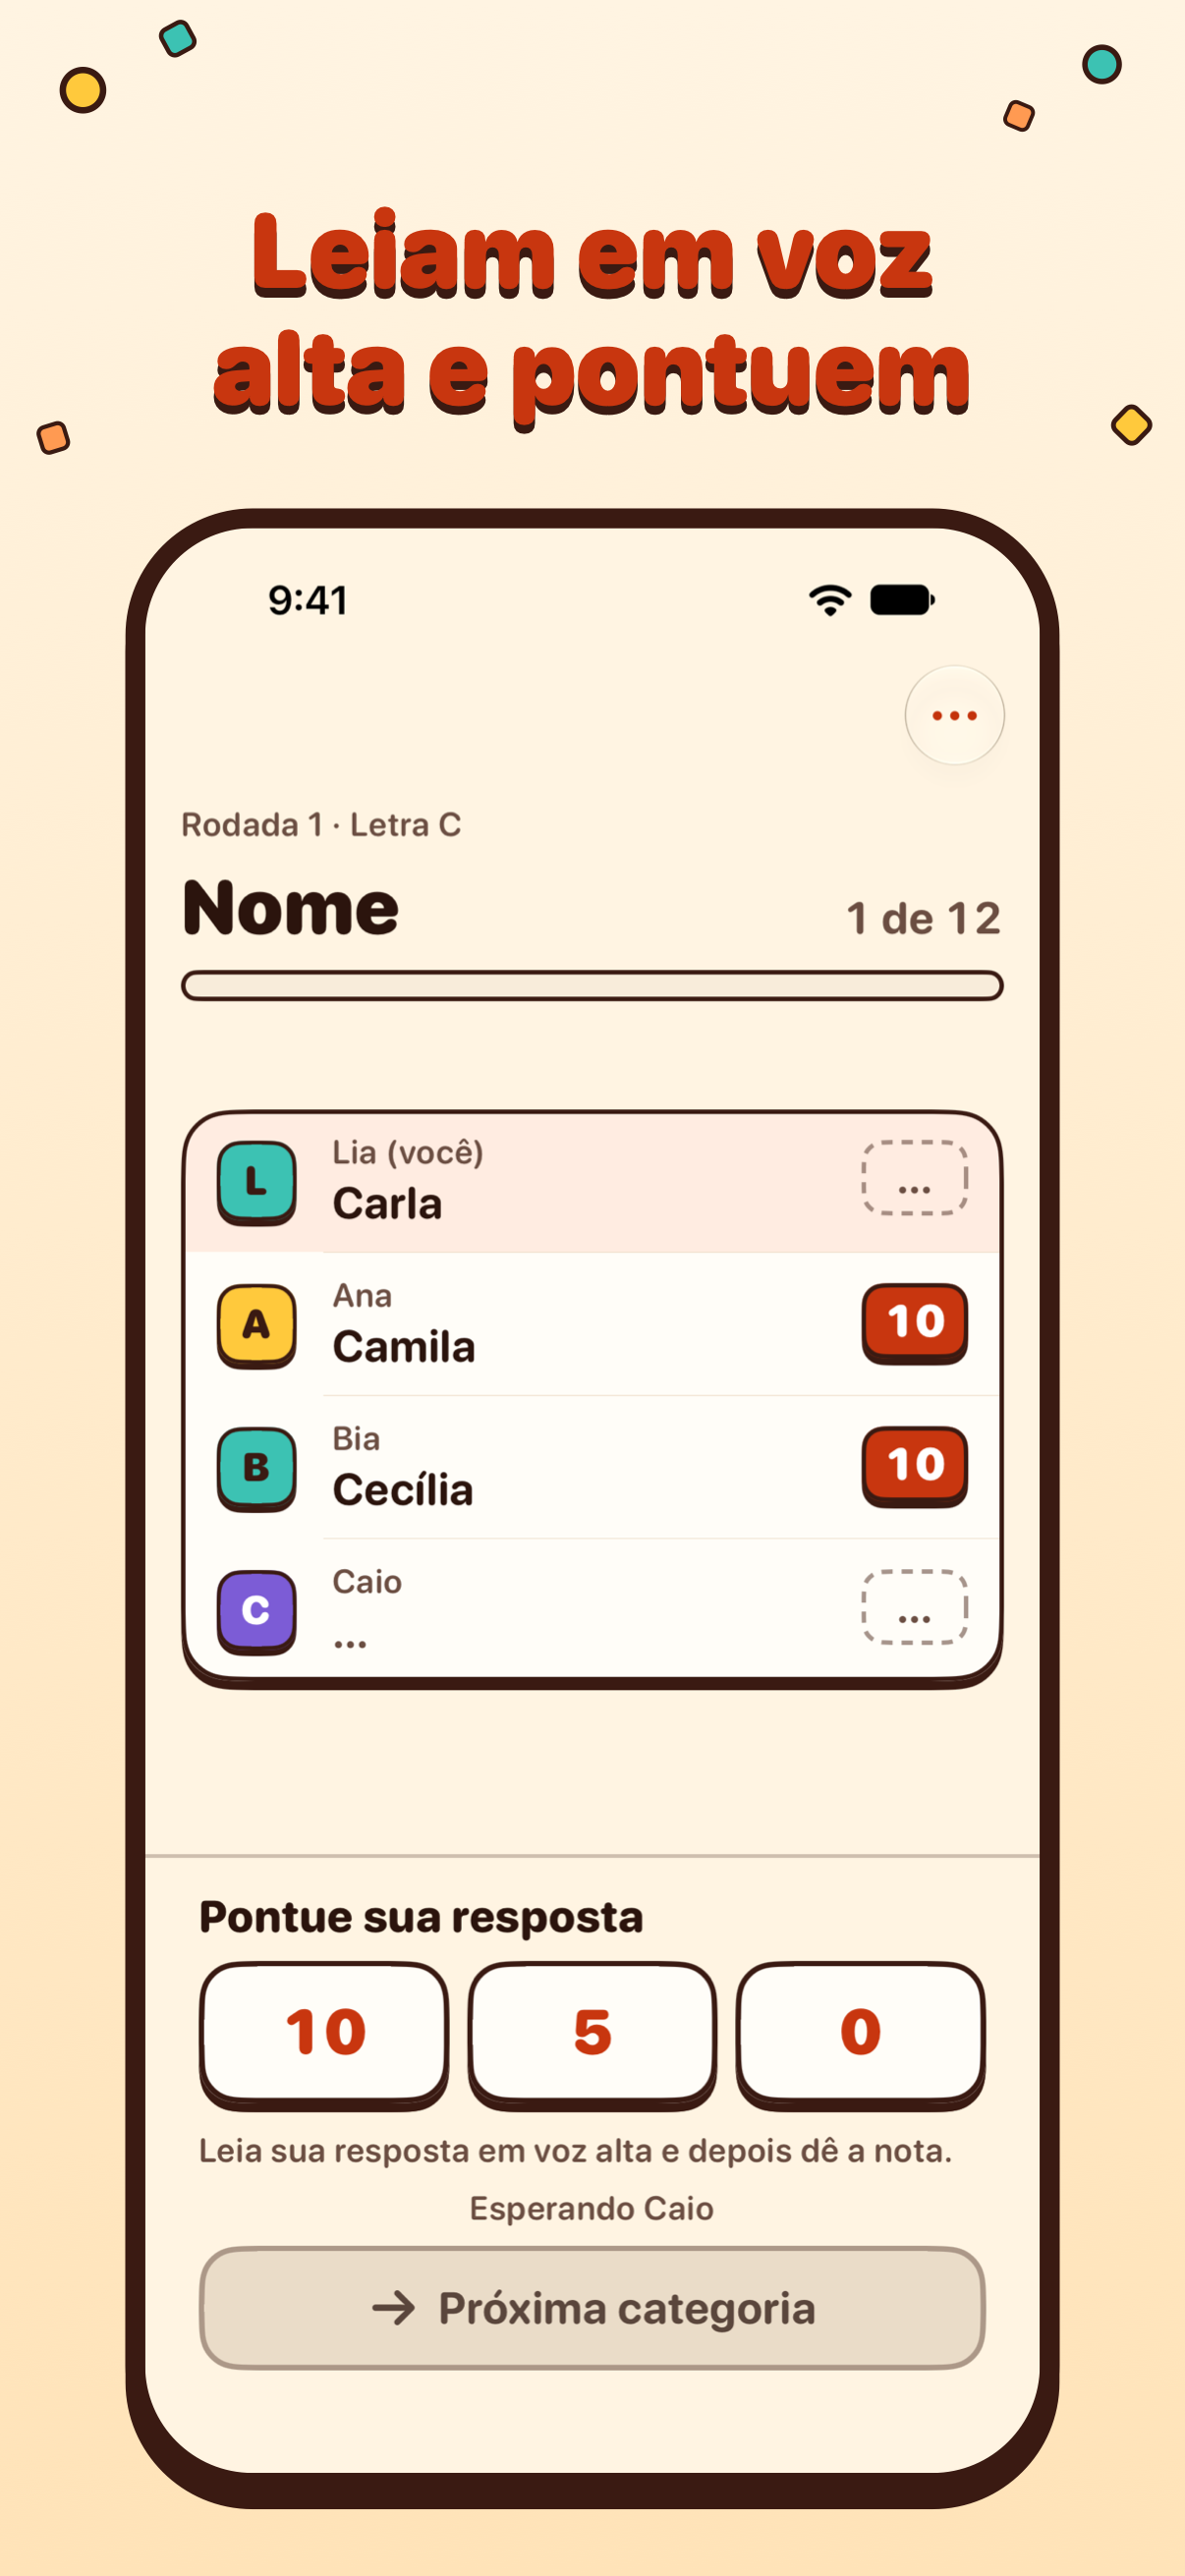 Leiam em voz
alta e pontuem
9:41
Rodada 1 · Letra C
Nome
1 de 12
L
Lia (você)
Carla
...
A
Ana
Camila
10
B
Bia
Cecília
10
C
Caio
...
...
Pontue sua resposta
10
5
0
Leia sua resposta em voz alta e depois dê a nota.
Esperando Caio
→ Próxima categoria